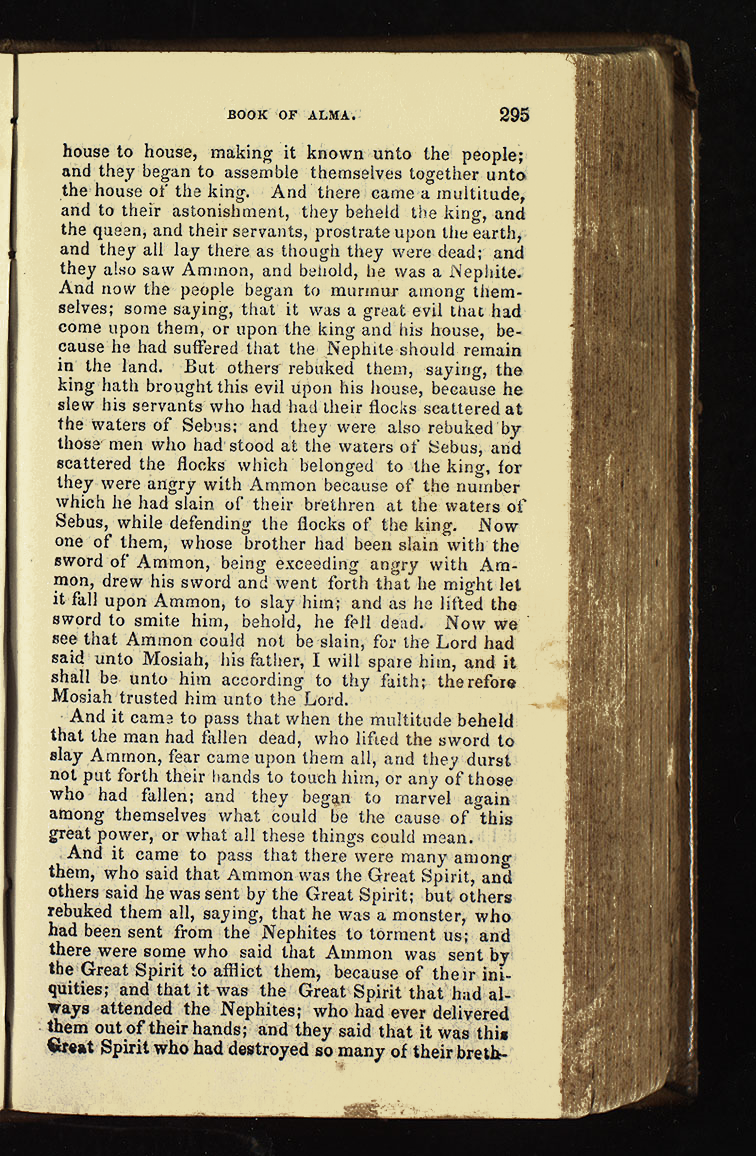 BOOK OF ALMA. 295
house to house, making it known unto the people;
and they began to assemble themselves together unto
the house of the king. And there came a multitude,
and to their astonishment, they beheld the king, and
the queen, and their servants, prostrate upon the earth,
and they all lay there as though they were dead; and
they also saw Ammon, and behold, he was a Nephite.
And now the people began to murmur among them-
selves; some saying, that it was a great evil that had
come upon them, or upon the king and his house, be-
cause he had suffered that the Nephite should remain
in the land. But others rebuked them, saying, the
king hath brought this evil upon his house, because he
slew his servants who had had their flocks scattered at
the waters of Sebus; and they were also rebuked by
those men who had stood at the waters of Sebus, and
scattered the flocks which belonged to the king, for
they were angry with Ammon because of the number
which he had slain of their brethren at the waters of
Sebus, while defending the flocks of the king. Now
one of them, whose brother had been slain with the
sword of Ammon, being exceeding angry with Am-
mon, drew his sword and went forth that he might let
it fall upon Ammon, to slay him; and as he lifted the
sword to smite him, behold, he fell dead. Now we
see that Ammon could not be slain, for the Lord had
said unto Mosiah, his father, I will spare him, and it
shall be unto him according to thy faith; therefore
Mosiah trusted him unto the Lord.
And it came to pass that when the multitude beheld
that the man had fallen dead, who lifted the sword to
slay Ammon, fear came upon them all, and they durst
not put forth their hands to touch him, or any of those
who had fallen; and they began to marvel again
among themselves what could be the cause of this
great power, or what all these things could mean.
And it came to pass that there were many among
them, who said that Ammon was the Great Spirit, and
others said he was sent by the Great Spirit; but others
rebuked them all, saying, that he was a monster, who
had been sent from the Nephites to torment us; and
there were some who said that Ammon was sent by
the Great Spirit to afflict them, because of their ini-
quities; and that it was the Great Spirit that had al-
ways attended the Nephites; who had ever delivered
them out of their hands; and they said that it was this
Great Spirit who had destroyed so many of their breth-